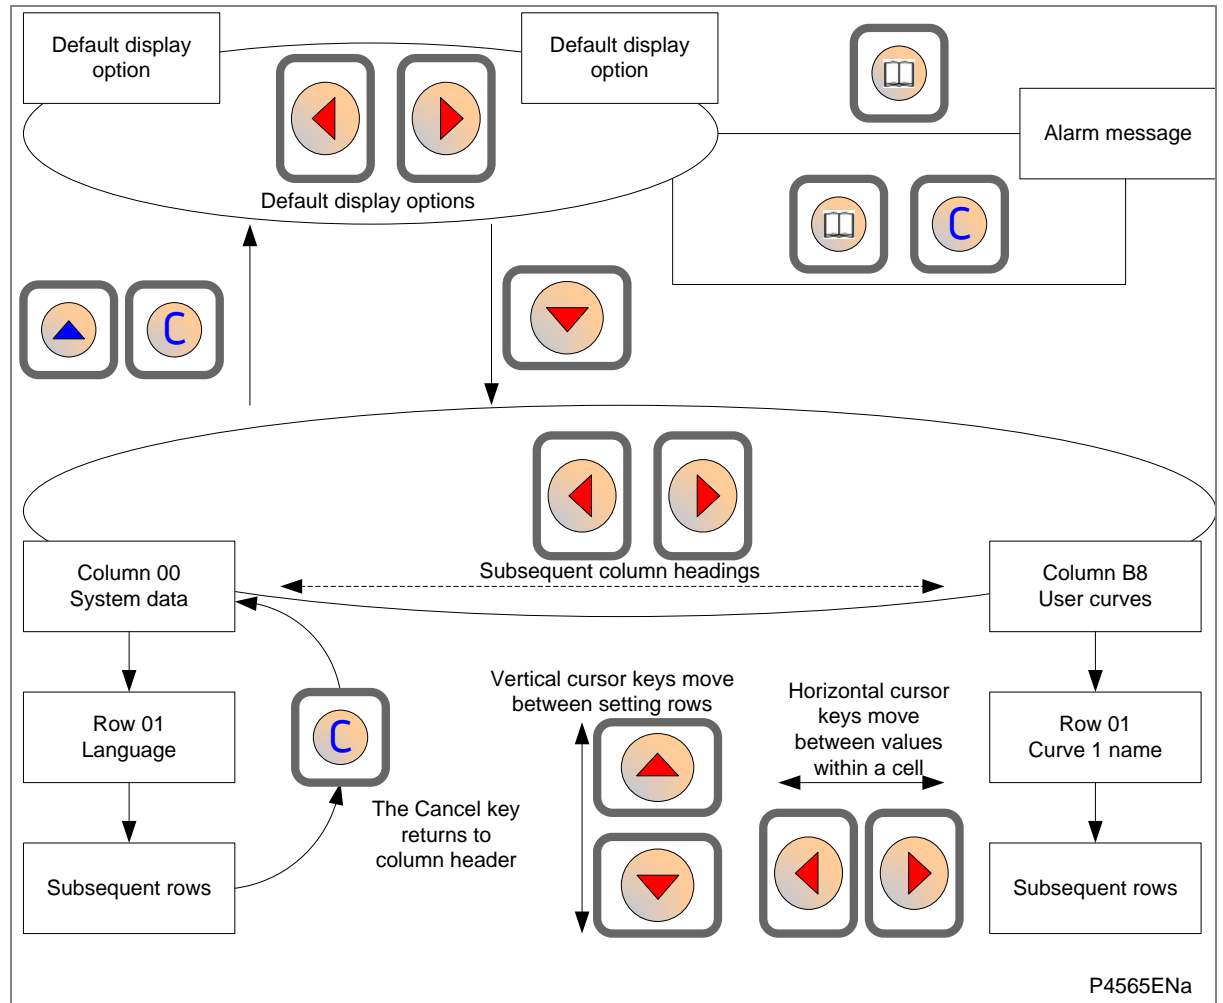 Default display
option
Default display
option
Alarm message
Default display options
C
C
Subsequent column headings
Column 00
System data
Column B8
User curves
Vertical cursor keys move
between setting rows
Horizontal cursor
keys move
between values
within a cell
Row 01
Language
C
Row 01
Curve 1 name
The Cancel key
returns to
column header
Subsequent rows
Subsequent rows
P4565ENa